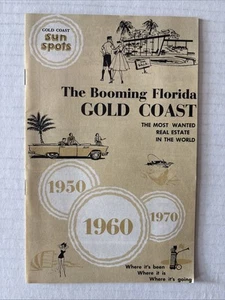 GOLD COAST
sun
spots
The Booming Florida
GOLD COAST
THE MOST WANTED
REAL ESTATE
IN THE WORLD
1950
1960
1970
Where it's been
Where it is
Where it's going